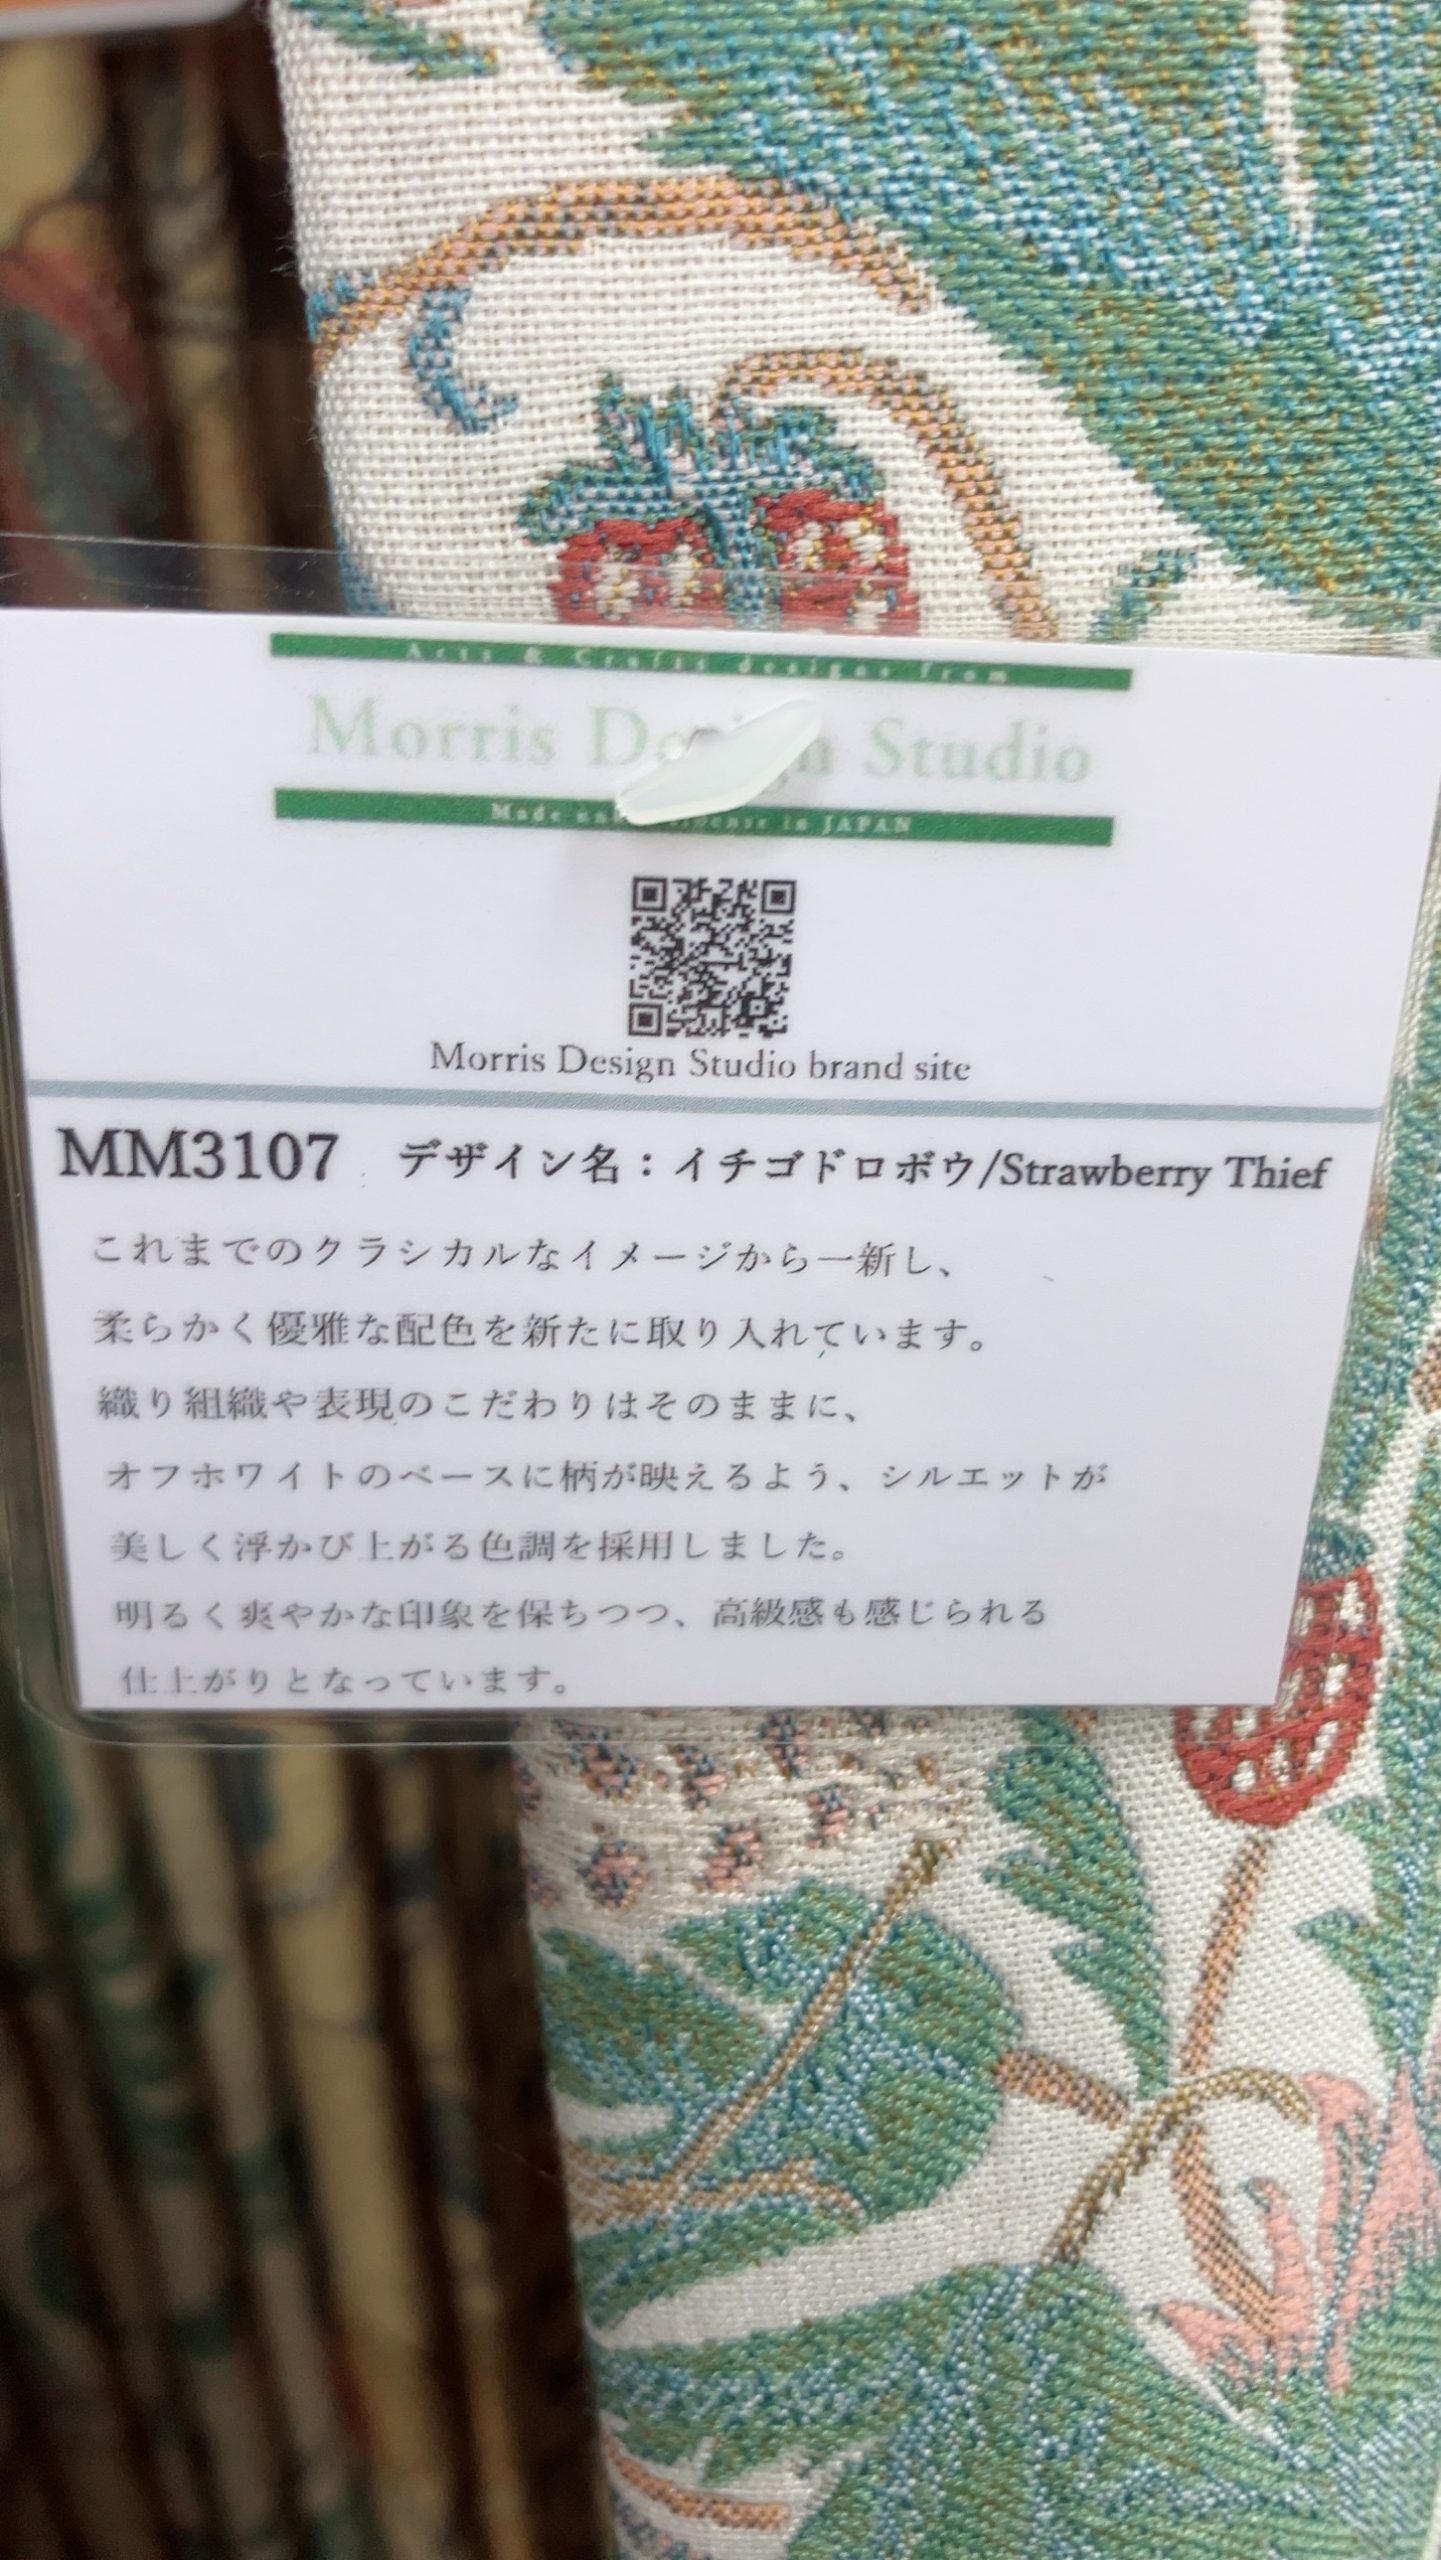 Arts & Crafts designs from
Morris Design Studio
Made in JAPAN
Morris Design Studio brand site
MM3107 デザイン名：イチゴドロボウ/Strawberry Thief
これまでのクラシカルなイメージから一新し、
柔らかく優雅な配色を新たに取り入れています。
織り組織や表現のこだわりはそのままに、
オフホワイトのベースに柄が映えるよう、シルエットが
美しく浮かび上がる色調を採用しました。
明るく爽やかな印象を保ちつつ、高級感も感じられる
仕上がりとなっています。